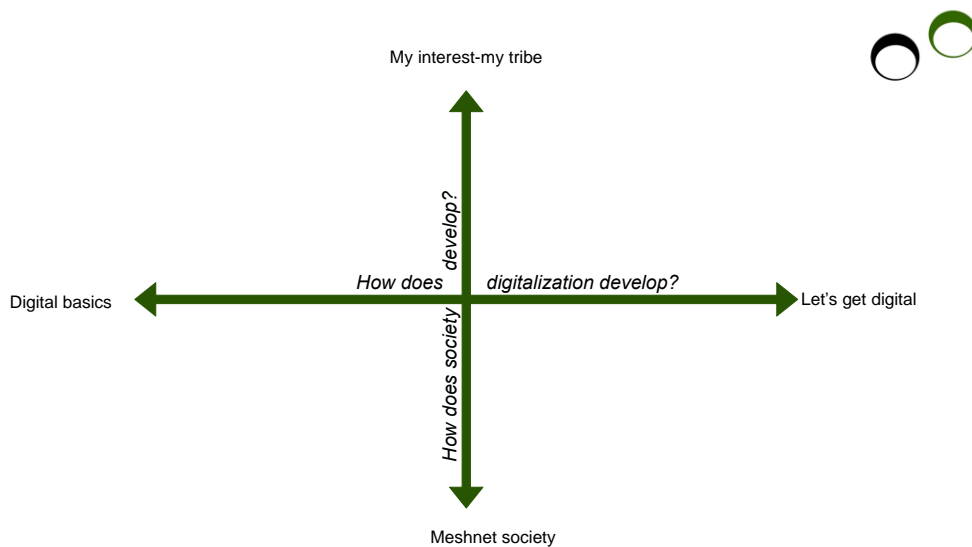 My interest-my tribe
How does society develop?
How does digitalization develop?
Digital basics
Let’s get digital
Meshnet society